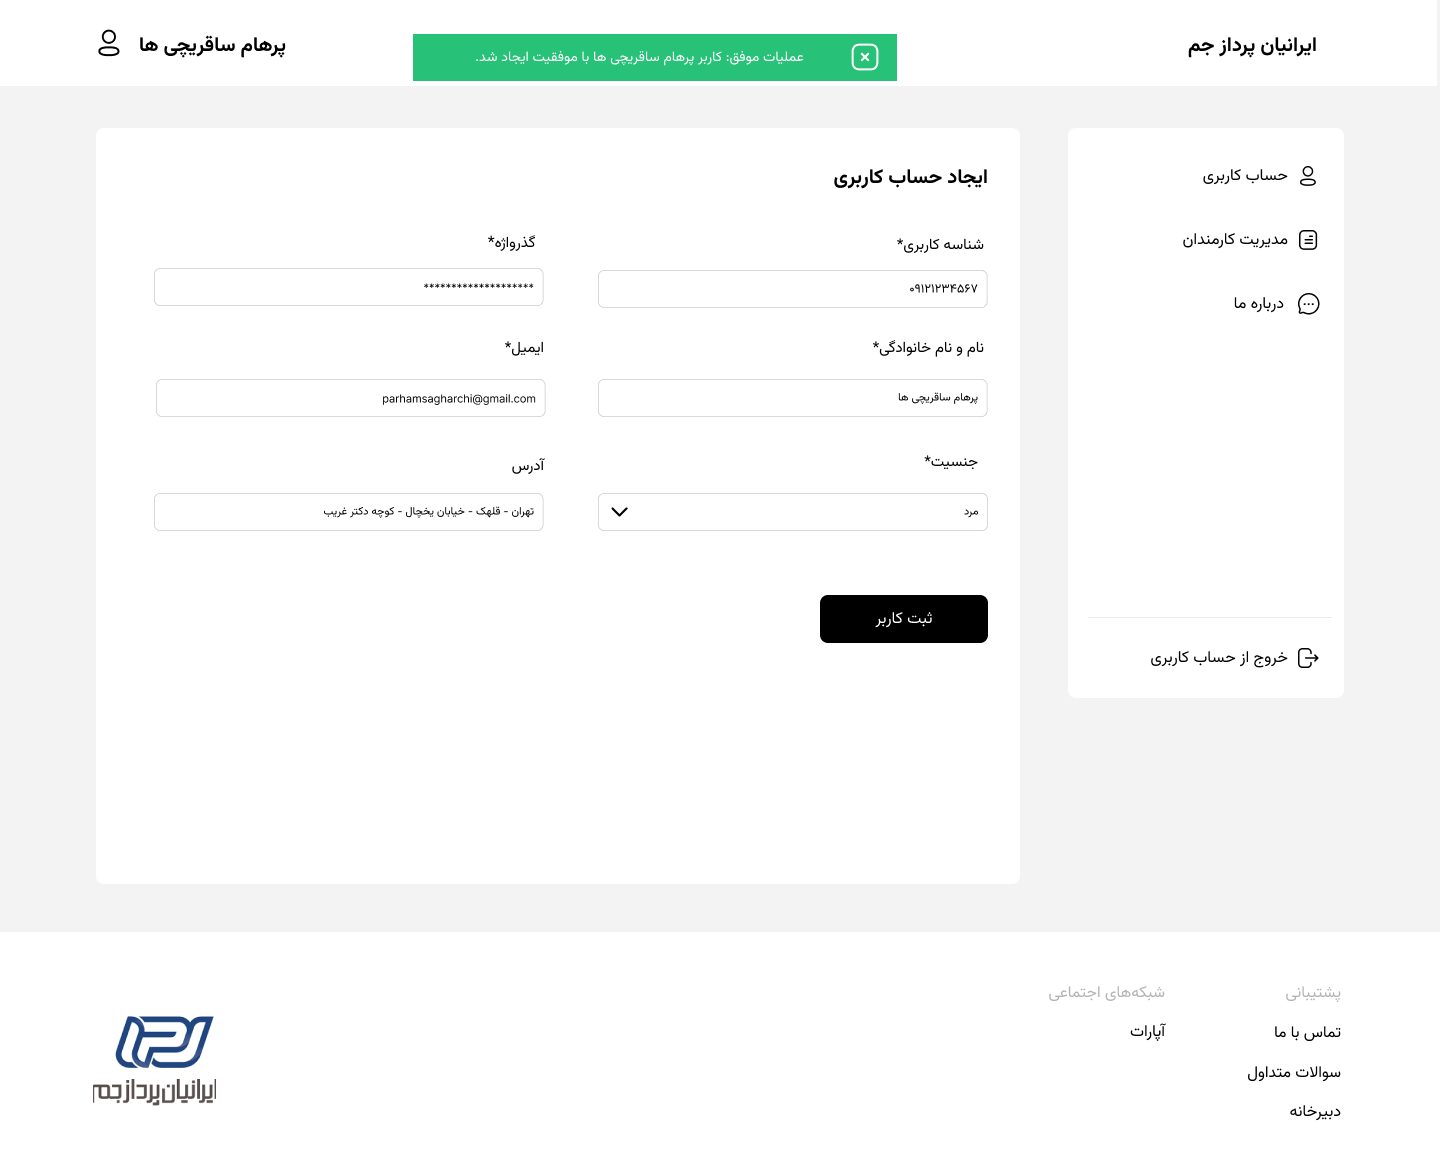 ایرانیان پرداز جم
عملیات موفق: کاربر پرهام ساقریچی ها با موفقیت ایجاد شد.
پرهام ساقریچی ها
حساب کاربری
مدیریت کارمندان
درباره ما
خروج از حساب کاربری
ایجاد حساب کاربری
شناسه کاربری*
گذرواژه*
۰۹۱۲۱۲۳۴۵۶۷
********************
نام و نام خانوادگی*
ایمیل*
پرهام ساقریچی ها
parhamsagharchi@gmail.com
جنسیت*
آدرس
مرد
تهران - قلهک - خیابان یخچال - کوچه دکتر غریب
ثبت کاربر
پشتیبانی
تماس با ما
سوالات متداول
دبیرخانه
شبکه‌های اجتماعی
آپارات
ایرانیان پرداز جم